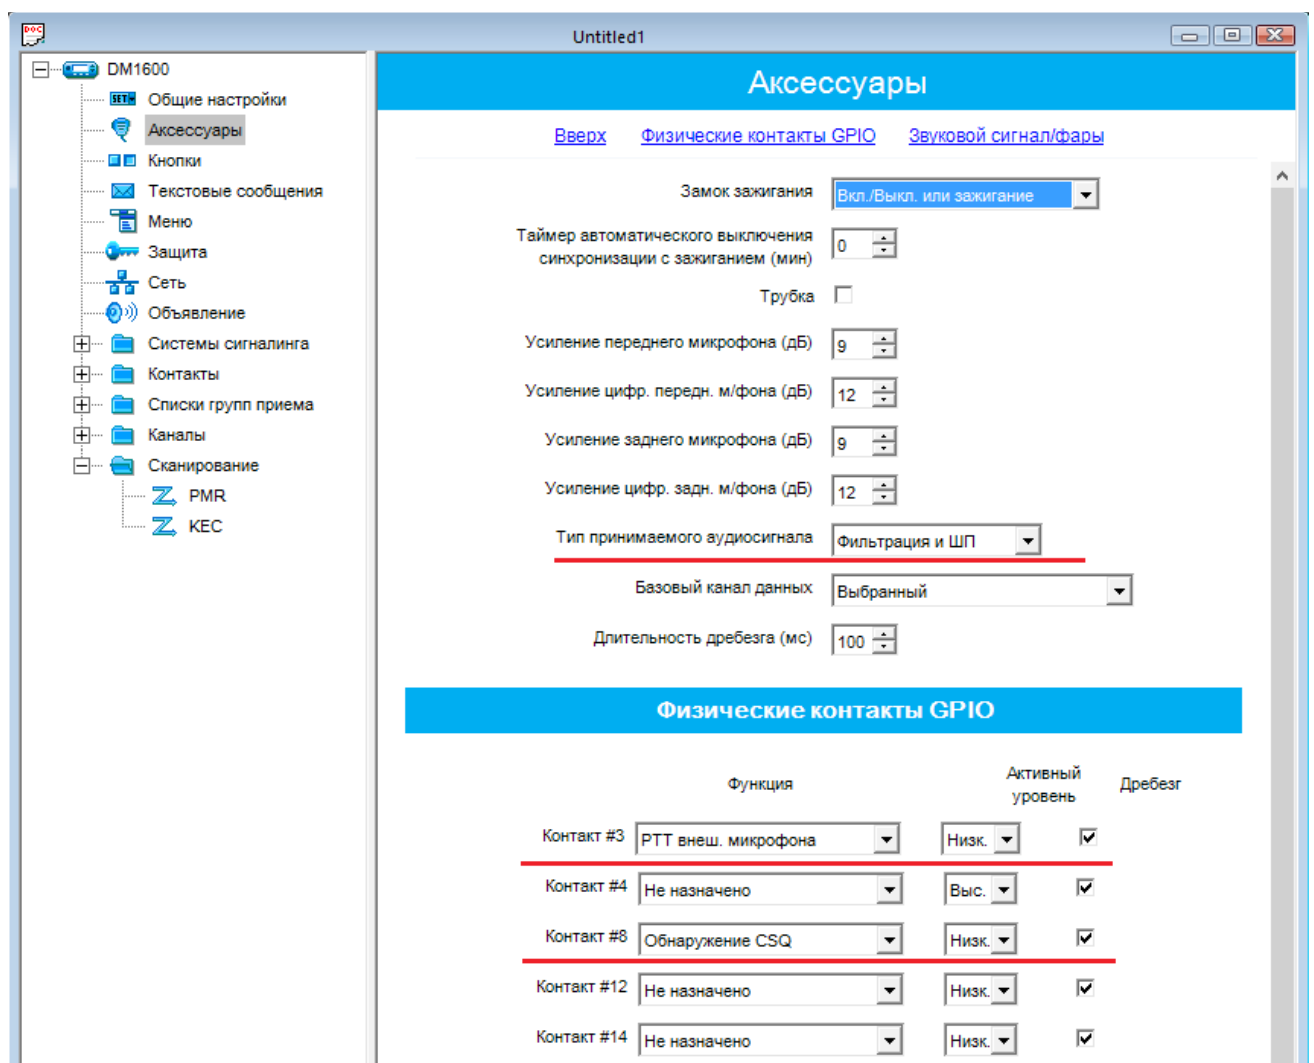 DOC
Untitled1
DM1600
SET
Общие настройки
Аксессуары
Кнопки
Текстовые сообщения
Меню
Защита
Сеть
Объявление
Системы сигналинга
Контакты
Списки групп приема
Каналы
Сканирование
PMR
KEC
Аксессуары
Вверх Физические контакты GPIO Звуковой сигнал/фары
Замок зажигания Вкл./Выкл. или зажигание
Таймер автоматического выключения
синхронизации с зажиганием (мин) 0
Трубка
Усиление переднего микрофона (дБ) 9
Усиление цифр. передн. м/фона (дБ) 12
Усиление заднего микрофона (дБ) 9
Усиление цифр. задн. м/фона (дБ) 12
Тип принимаемого аудиосигнала Фильтрация и ШП
Базовый канал данных Выбранный
Длительность дребезга (мс) 100
Физические контакты GPIO
Функция Активный уровень Дребезг
Контакт #3 PTT внеш. микрофона Низк.
Контакт #4 Не назначено Выс.
Контакт #8 Обнаружение CSQ Низк.
Контакт #12 Не назначено Низк.
Контакт #14 Не назначено Низк.